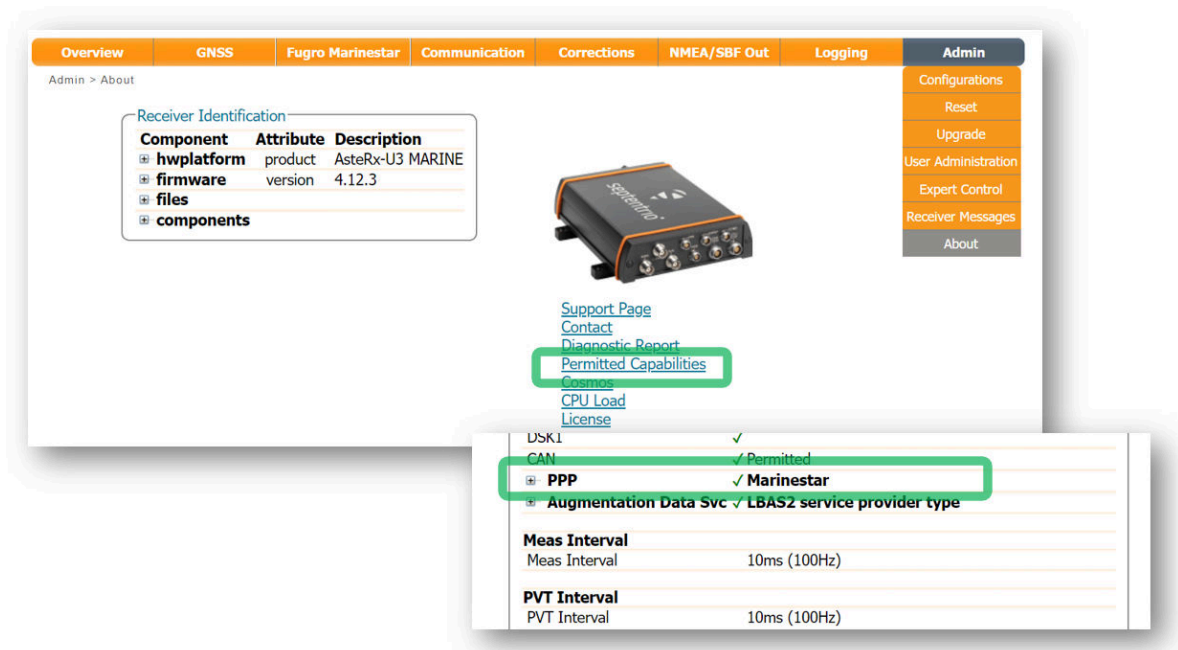 Overview GNSS Fugro Marinestar Communication Corrections NMEA/SBF Out Logging Admin
Admin > About
Configurations
Reset
Upgrade
User Administration
Expert Control
Receiver Messages
About
Receiver Identification
Component Attribute Description
hwplatform product AsteRx-U3 MARINE
firmware version 4.12.3
files
components
septentrio
Support Page
Contact
Diagnostic Report
Permitted Capabilities
Cosmos
CPU Load
License
DSK1 ✓
CAN ✓ Permitted
PPP ✓ Marinestar
Augmentation Data Svc ✓ LBAS2 service provider type
Meas Interval
Meas Interval 10ms (100Hz)
PVT Interval
PVT Interval 10ms (100Hz)